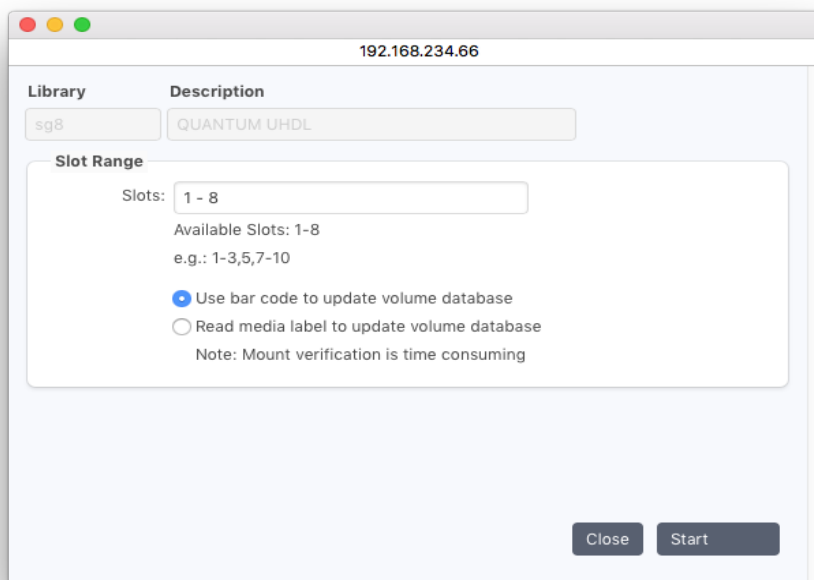 192.168.234.66
Library Description
sg8 QUANTUM UHDL
Slot Range
Slots: 1 - 8
Available Slots: 1-8
e.g.: 1-3,5,7-10
Use bar code to update volume database
Read media label to update volume database
Note: Mount verification is time consuming
Close Start